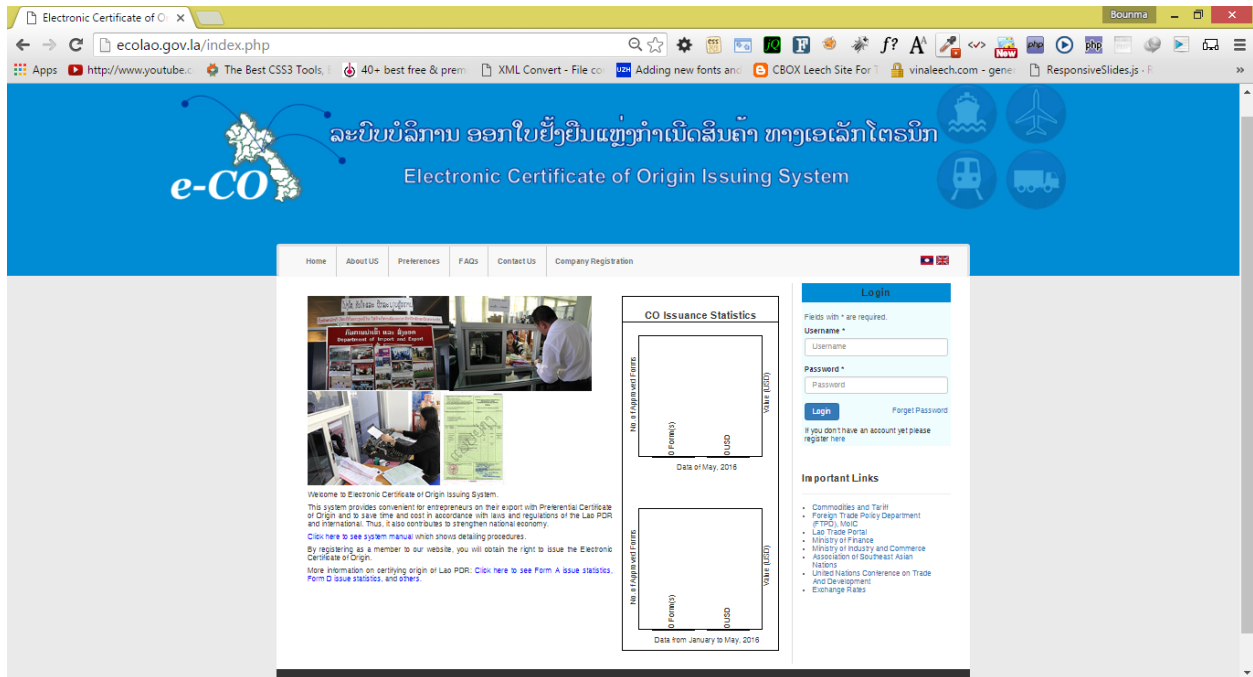 Electronic Certificate of O
Bounma
ecolao.gov.la/index.php
Apps
http://www.youtube.c
The Best CSS3 Tools,
40+ best free & prem
XML Convert - File co
Adding new fonts and
CBOX Leech Site For
vinaleech.com - gene
ResponsiveSlides.js - R
ລະບົບບໍລິການ ອອກໃບຢັ້ງຢືນແຫຼ່ງກຳເນີດສິນຄ້າ ທາງເອເລັກໂຕຣນິກ
e-CO
Electronic Certificate of Origin Issuing System
Home
About US
Preferences
FAQs
Contact Us
Company Registration
Department of Import and Export
Welcome to Electronic Certificate of Origin Issuing System.
This system provides convenient for entrepreneurs on their export with Preferential Certificate
of Origin and to save time and cost in accordance with laws and regulations of the Lao PDR
and international. Thus, it also contributes to strengthen national economy.
Click here to see system manual which shows detailing procedures.
By registering as a member to our website, you will obtain the right to issue the Electronic
Certificate of Origin.
More information on certifying origin of Lao PDR: Click here to see Form A issue statistics,
Form D issue statistics, and others.
CO Issuance Statistics
No. of Approved Forms
0 Form(s)
0 USD
Value (USD)
Data of May, 2016
No. of Approved Forms
0 Form(s)
0 USD
Value (USD)
Data from January to May, 2016
Login
Fields with * are required.
Username *
Username
Password *
Password
Login
Forget Password
If you don't have an account yet please
register here
Important Links
Commodities and Tariff
Foreign Trade Policy Department
(FTPD), MoIC
Lao Trade Portal
Ministry of Finance
Ministry of Industry and Commerce
Association of Southeast Asian
Nations
United Nations Conference on Trade
And Development
Exchange Rates